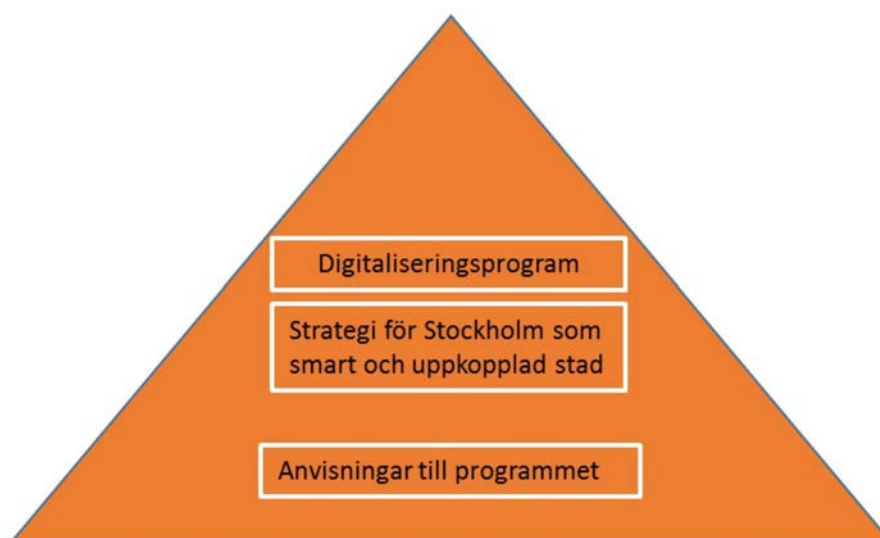 Digitaliseringsprogram
Strategi för Stockholm som
smart och uppkopplad stad
Anvisningar till programmet